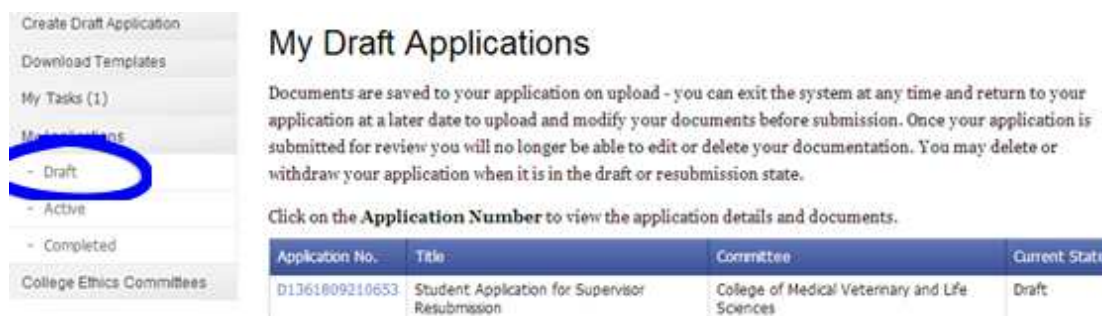 Create Draft Application
Download Templates
My Tasks (1)
My Applications
- Draft
- Active
- Completed
College Ethics Committees
My Draft Applications
Documents are saved to your application on upload - you can exit the system at any time and return to your
application at a later date to upload and modify your documents before submission. Once your application is
submitted for review you will no longer be able to edit or delete your documentation. You may delete or
withdraw your application when it is in the draft or resubmission state.
Click on the Application Number to view the application details and documents.
Application No. Title Committee Current State
D1361809210653 Student Application for Supervisor College of Medical Veterinary and Life Draft
Resubmission Sciences